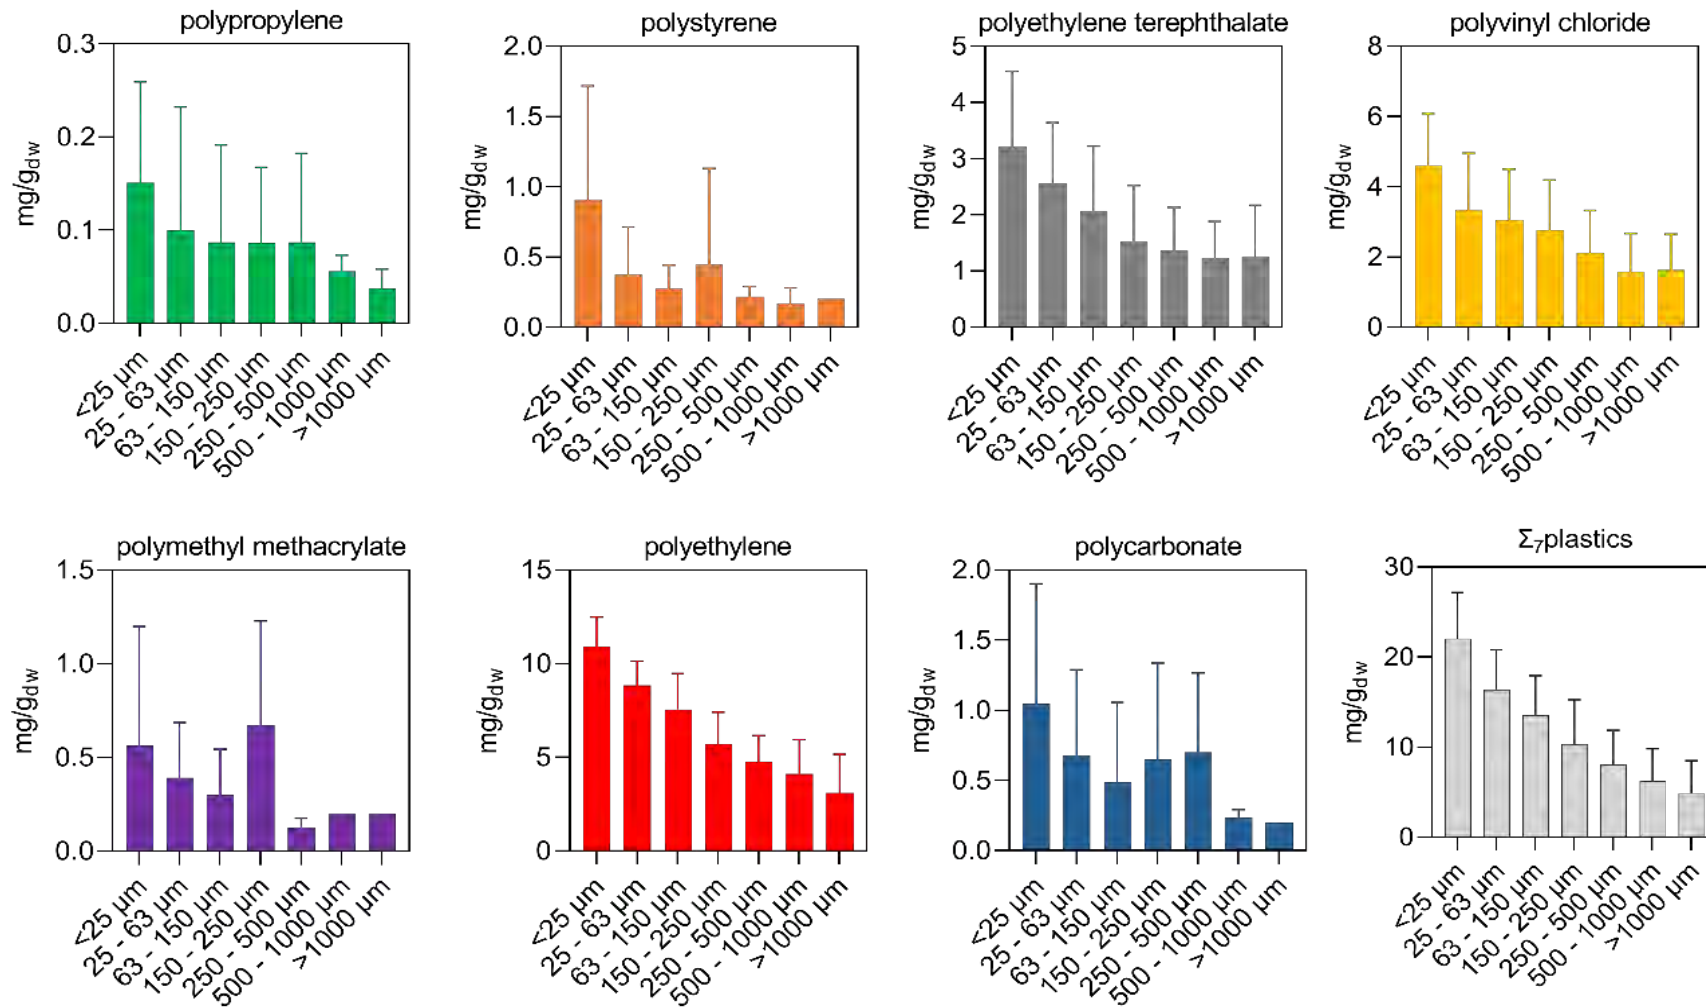 polypropylene
0.3
0.2
0.1
0.0
mg/gdw
<25 µm
25 - 63 µm
63 - 150 µm
150 - 250 µm
250 - 500 µm
500 - 1000 µm
>1000 µm
polystyrene
2.0
1.5
1.0
0.5
0.0
mg/gdw
<25 µm
25 - 63 µm
63 - 150 µm
150 - 250 µm
250 - 500 µm
500 - 1000 µm
>1000 µm
polyethylene terephthalate
5
4
3
2
1
0
mg/gdw
<25 µm
25 - 63 µm
63 - 150 µm
150 - 250 µm
250 - 500 µm
500 - 1000 µm
>1000 µm
polyvinyl chloride
8
6
4
2
0
mg/gdw
<25 µm
25 - 63 µm
63 - 150 µm
150 - 250 µm
250 - 500 µm
500 - 1000 µm
>1000 µm
polymethyl methacrylate
1.5
1.0
0.5
0.0
mg/gdw
<25 µm
25 - 63 µm
63 - 150 µm
150 - 250 µm
250 - 500 µm
500 - 1000 µm
>1000 µm
polyethylene
15
10
5
0
mg/gdw
<25 µm
25 - 63 µm
63 - 150 µm
150 - 250 µm
250 - 500 µm
500 - 1000 µm
>1000 µm
polycarbonate
2.0
1.5
1.0
0.5
0.0
mg/gdw
<25 µm
25 - 63 µm
63 - 150 µm
150 - 250 µm
250 - 500 µm
500 - 1000 µm
>1000 µm
Σ₇plastics
30
20
10
0
mg/gdw
<25 µm
25 - 63 µm
63 - 150 µm
150 - 250 µm
250 - 500 µm
500 - 1000 µm
>1000 µm